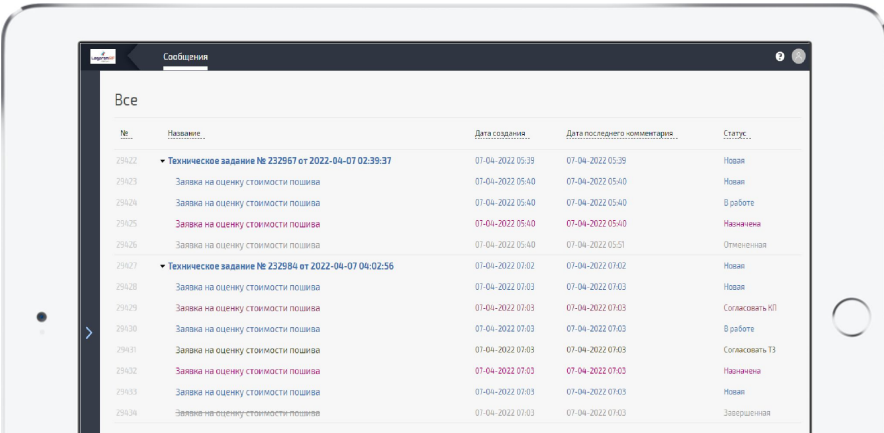 Сообщения
Все
№ Название Дата создания Дата последнего комментария Статус
29422 Техническое задание № 232967 от 2022-04-07 02:39:37 07-04-2022 05:39 07-04-2022 05:39 Новая
29423 Заявка на оценку стоимости пошива 07-04-2022 05:40 07-04-2022 05:40 Новая
29424 Заявка на оценку стоимости пошива 07-04-2022 05:40 07-04-2022 05:40 В работе
29425 Заявка на оценку стоимости пошива 07-04-2022 05:40 07-04-2022 05:40 Назначена
29426 Заявка на оценку стоимости пошива 07-04-2022 05:40 07-04-2022 05:51 Отмененная
29427 Техническое задание № 232984 от 2022-04-07 04:02:56 07-04-2022 07:02 07-04-2022 07:02 Новая
29428 Заявка на оценку стоимости пошива 07-04-2022 07:03 07-04-2022 07:03 Новая
29429 Заявка на оценку стоимости пошива 07-04-2022 07:03 07-04-2022 07:03 Согласовать КП
29430 Заявка на оценку стоимости пошива 07-04-2022 07:03 07-04-2022 07:03 В работе
29431 Заявка на оценку стоимости пошива 07-04-2022 07:03 07-04-2022 07:03 Согласовать ТЗ
29432 Заявка на оценку стоимости пошива 07-04-2022 07:03 07-04-2022 07:03 Назначена
29433 Заявка на оценку стоимости пошива 07-04-2022 07:03 07-04-2022 07:03 Новая
29434 Заявка на оценку стоимости пошива 07-04-2022 07:03 07-04-2022 07:03 Завершенная